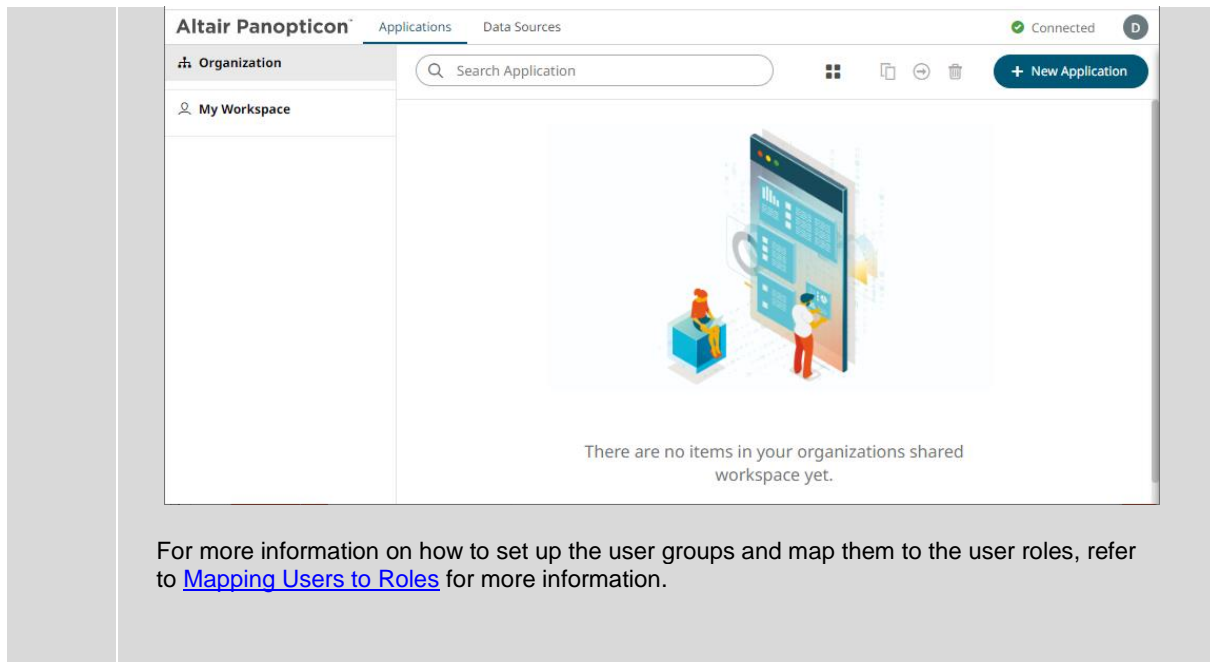 Altair Panopticon™ Applications Data Sources Connected D
Organization
Search Application
+ New Application
My Workspace
There are no items in your organizations shared
workspace yet.
For more information on how to set up the user groups and map them to the user roles, refer
to Mapping Users to Roles for more information.